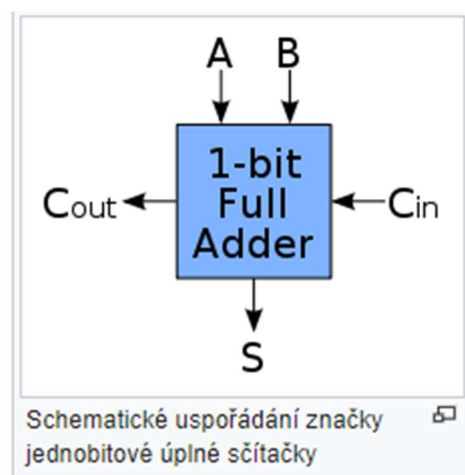 A B
1-bit
Cout Full Cin
Adder
S
Schematické uspořádání značky
jednobitové úplné sčítačky